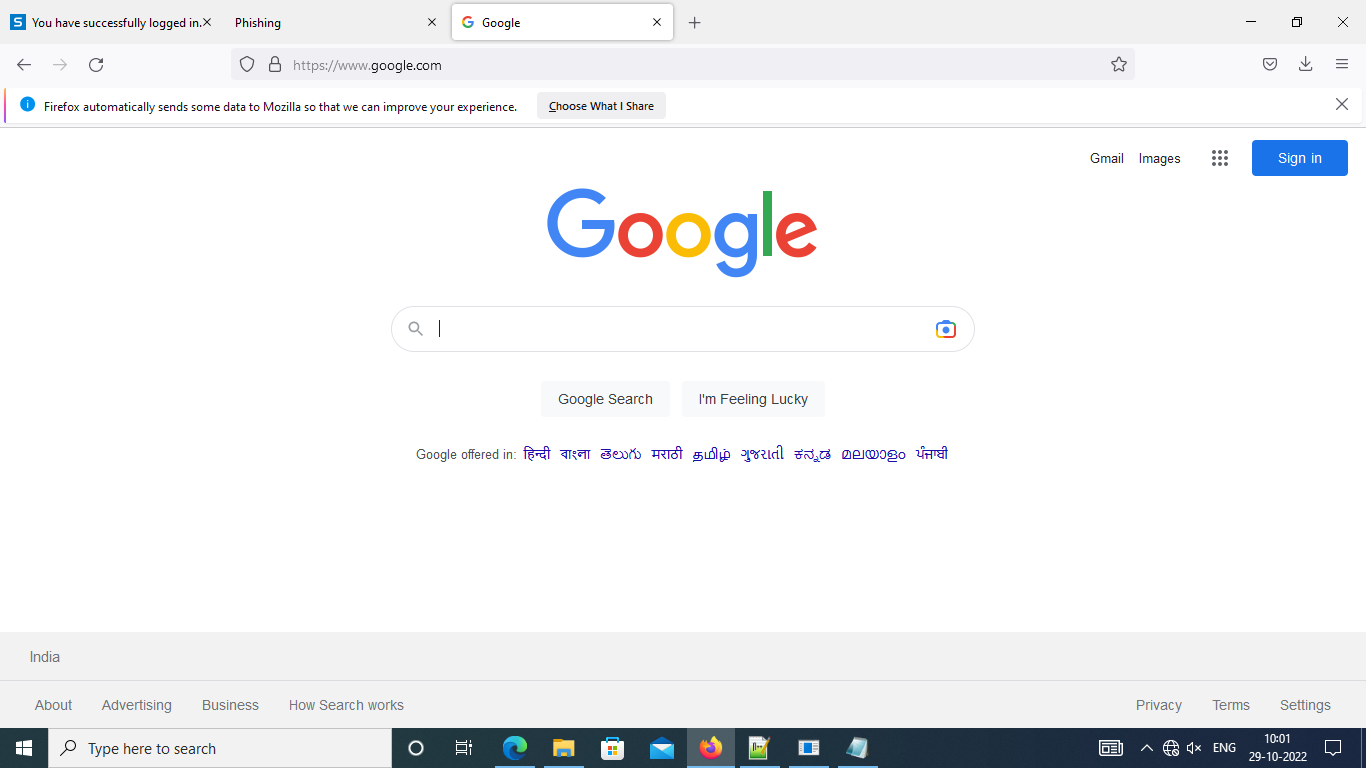 You have successfully logged in.
Phishing
Google
https://www.google.com
Firefox automatically sends some data to Mozilla so that we can improve your experience. Choose What I Share
Gmail Images Sign in
Google
Google Search I'm Feeling Lucky
Google offered in: हिन्दी বাংলা తెలుగు मराठी தமிழ் ગુજરાતી ಕನ್ನಡ മലയാളം ਪੰਜਾਬੀ
India
About Advertising Business How Search works Privacy Terms Settings
Type here to search ENG 10:01
29-10-2022